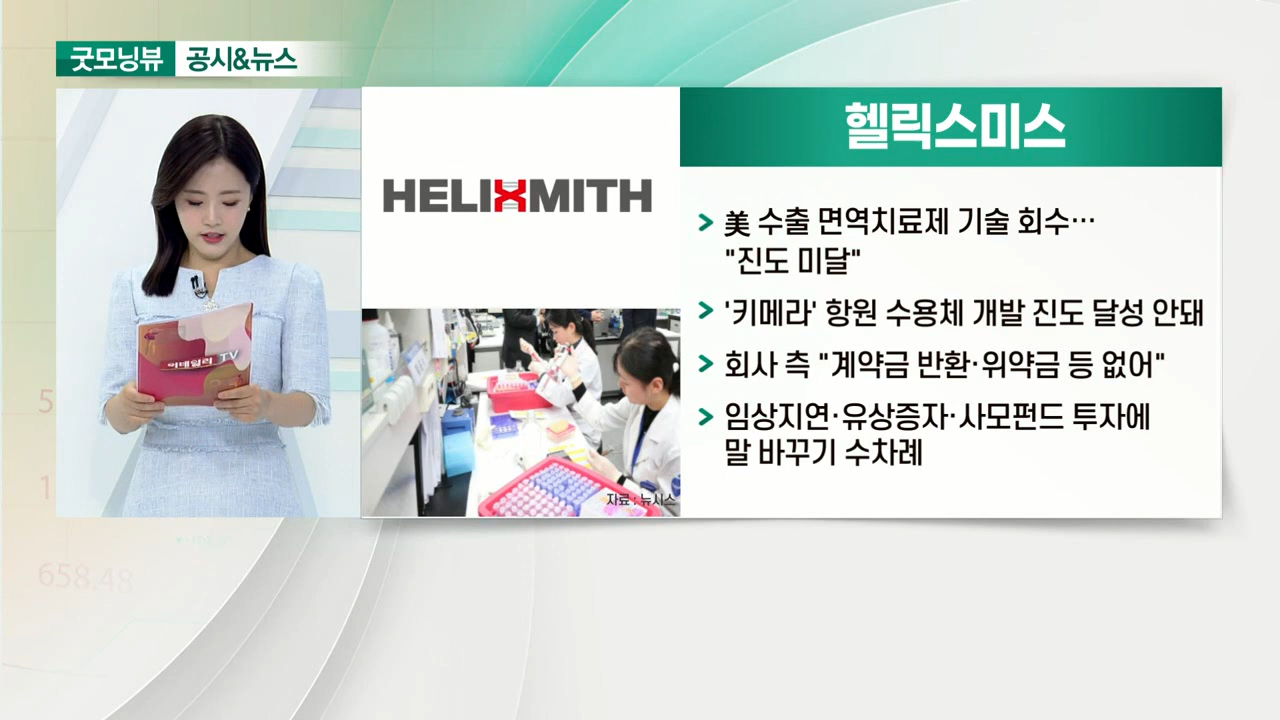 굿모닝뷰 공시&뉴스
헬릭스미스
HELIXMITH
美 수출 면역치료제 기술 회수…
"진도 미달"
'키메라' 항원 수용체 개발 진도 달성 안돼
회사 측 "계약금 반환·위약금 등 없어"
임상지연·유상증자·사모펀드 투자에
말 바꾸기 수차례
이데일리 TV
자료 : 뉴시스
658.48